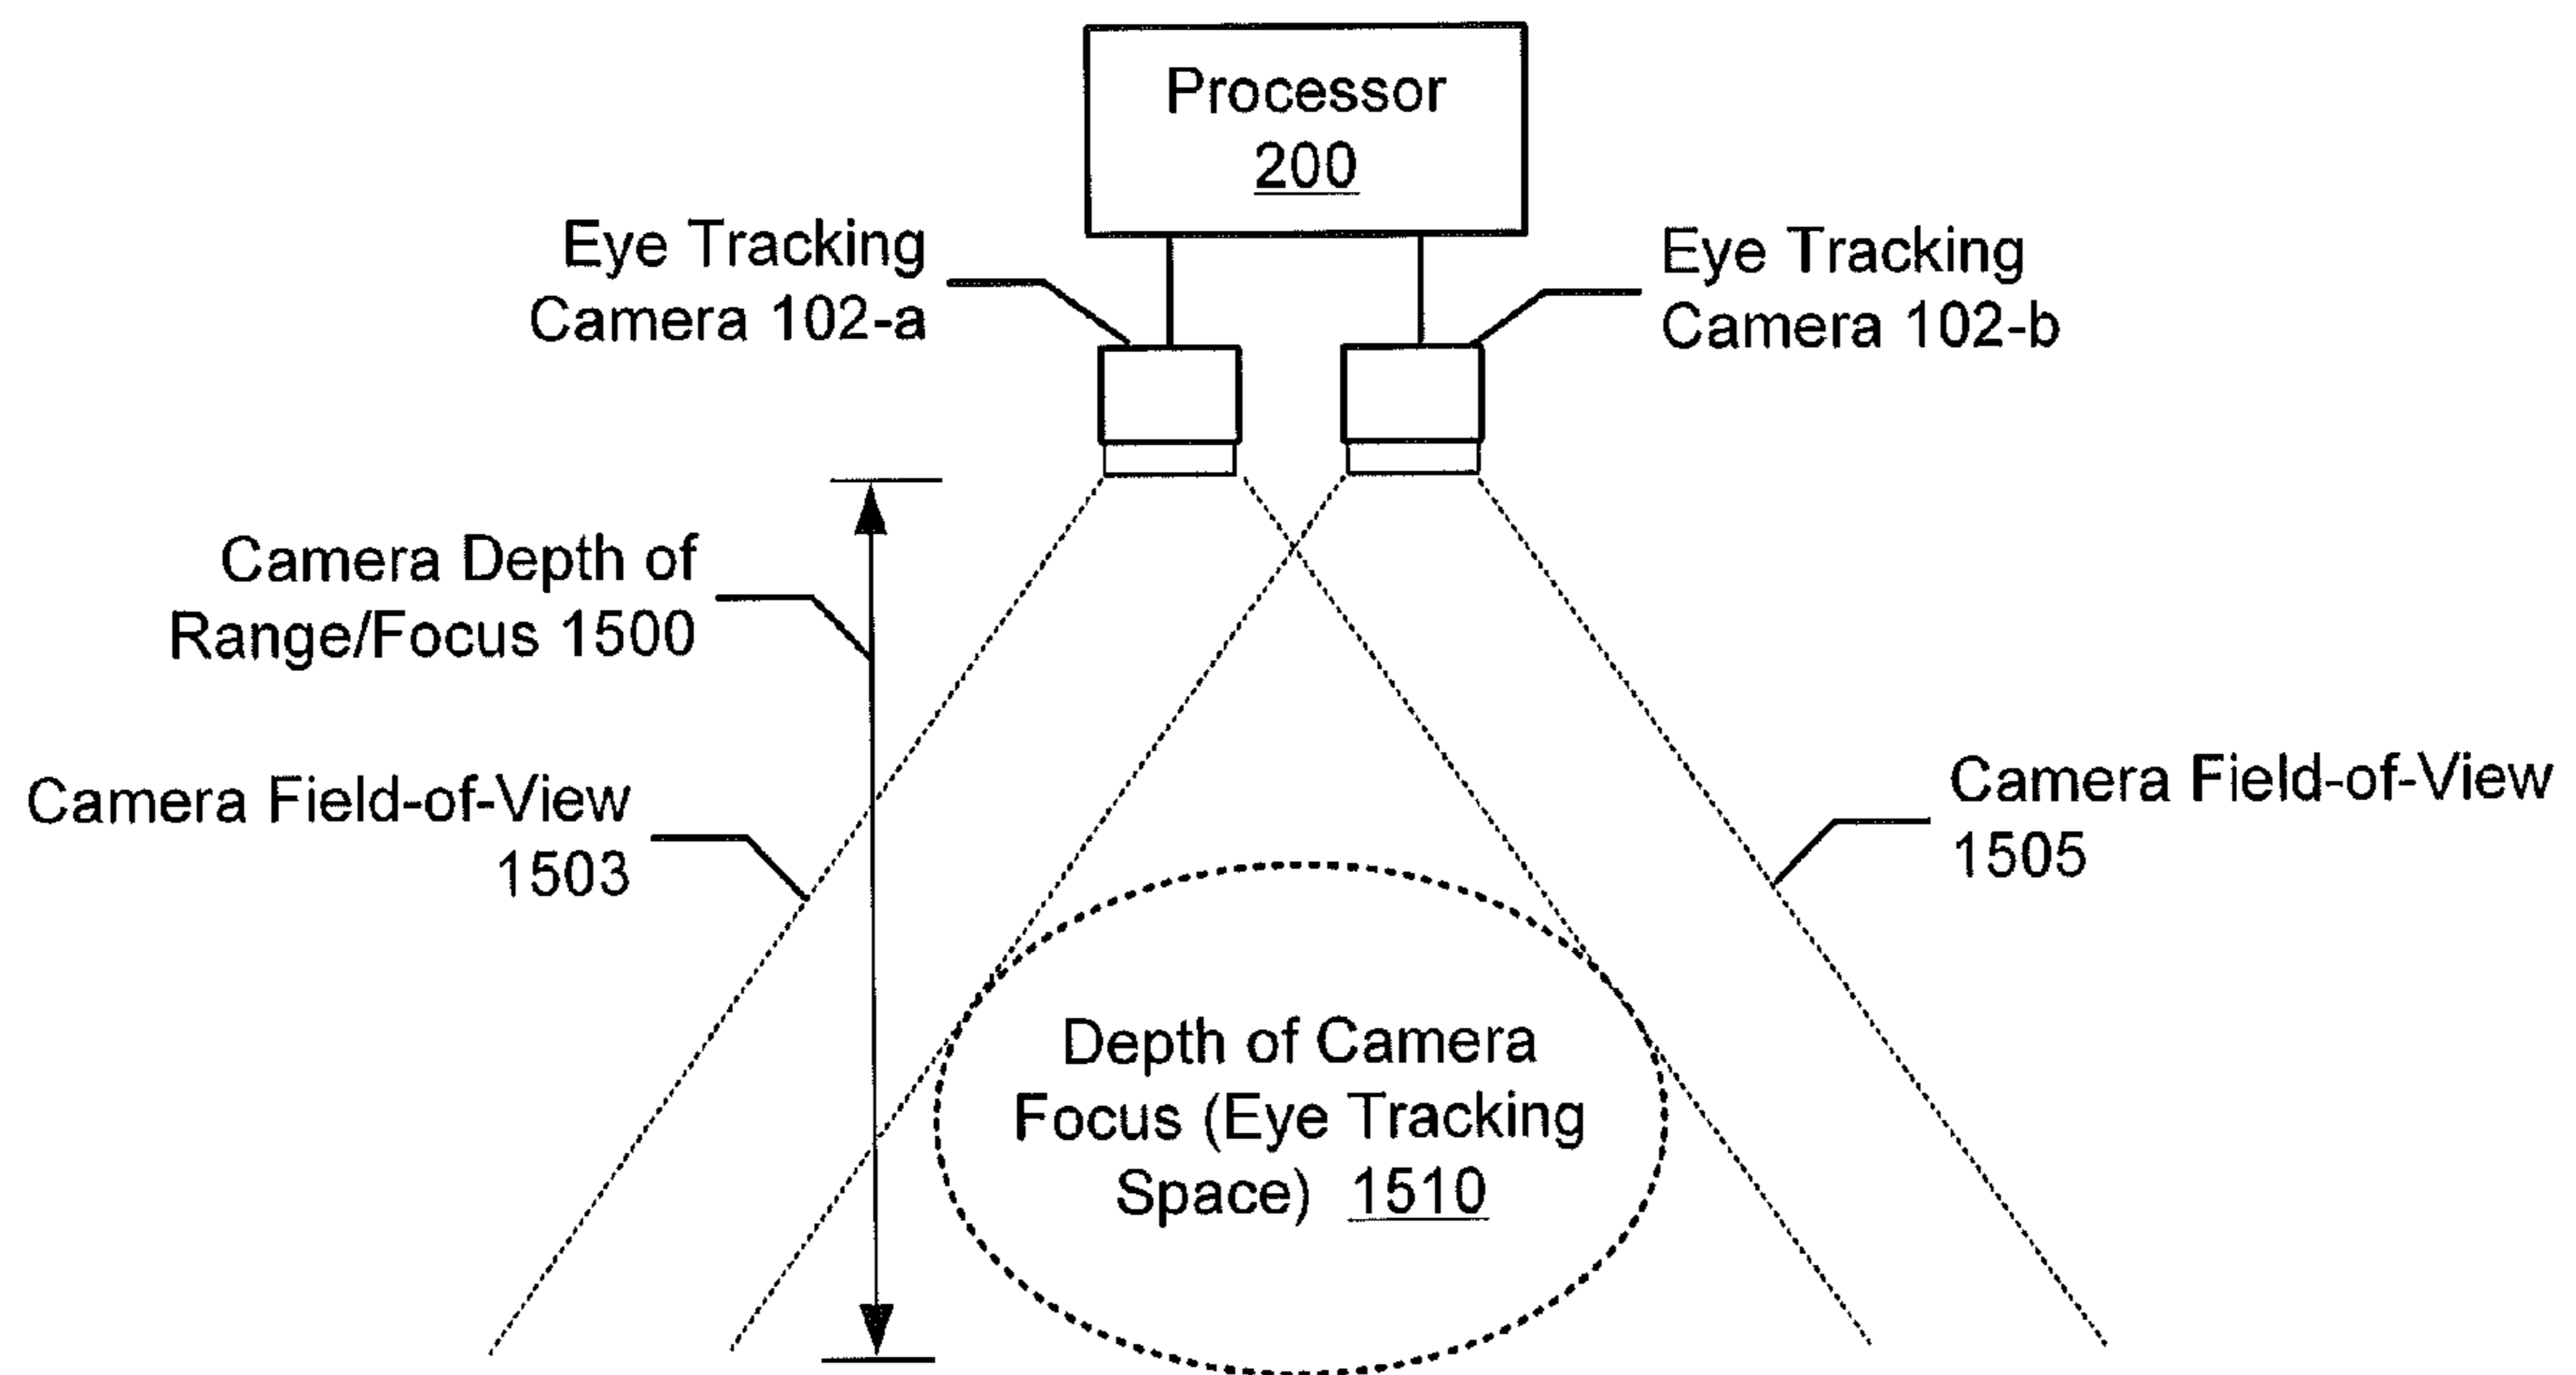 Processor
200
Eye Tracking
Camera 102-a
Eye Tracking
Camera 102-b
Camera Depth of
Range/Focus 1500
Camera Field-of-View
1503
Camera Field-of-View
1505
Depth of Camera
Focus (Eye Tracking
Space) 1510